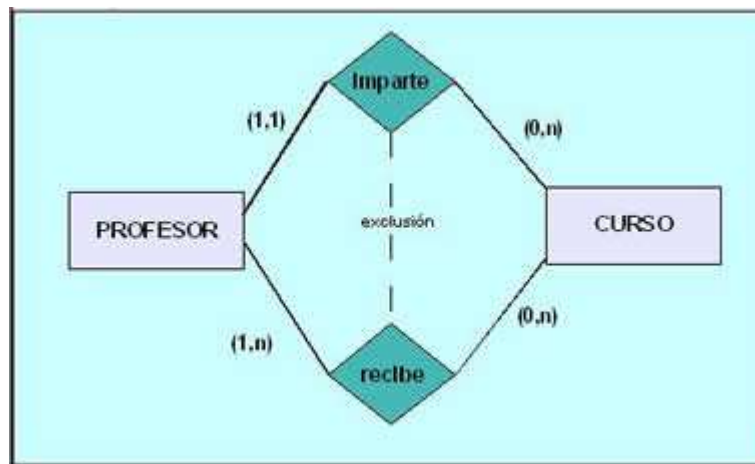 Imparte
(1,1)
(0,n)
PROFESOR
exclusión
CURSO
(1,n)
(0,n)
recibe